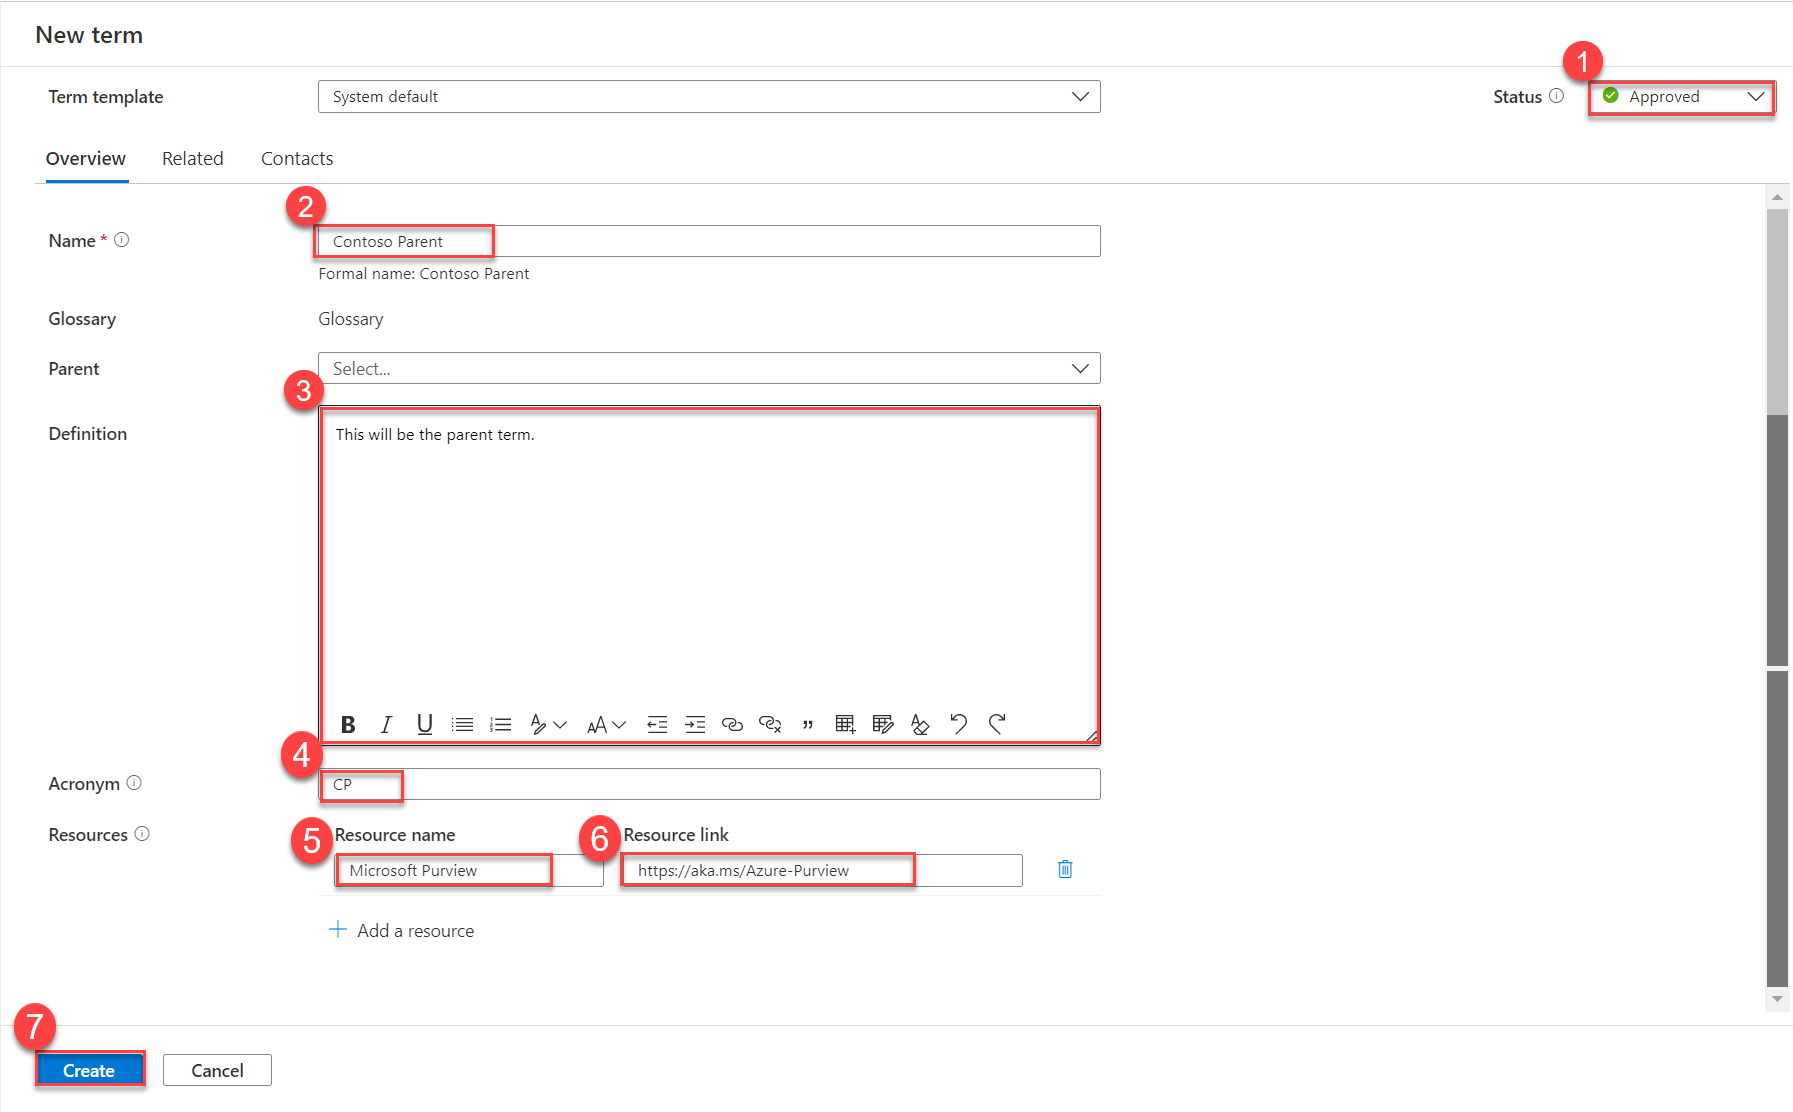 New term
1
Term template
System default
Status
Approved
Overview
Related
Contacts
2
Name *
Contoso Parent
Formal name: Contoso Parent
Glossary
Glossary
Parent
Select...
3
Definition
This will be the parent term.
B I U
AA
4
Acronym
CP
Resources
5
Resource name
6
Resource link
Microsoft Purview
https://aka.ms/Azure-Purview
Add a resource
7
Create
Cancel